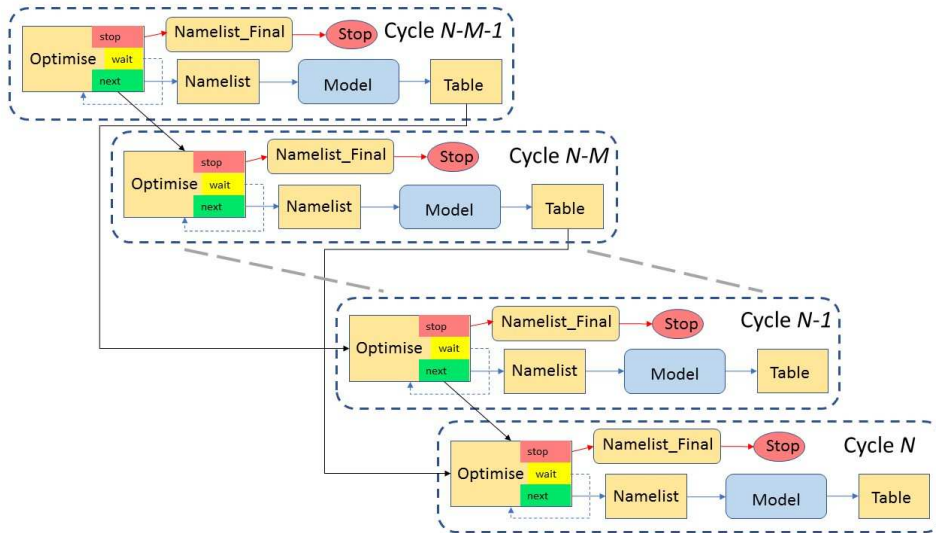 stop
Namelist_Final
Stop
Cycle N-M-1
Optimise
wait
next
Namelist
Model
Table
stop
Namelist_Final
Stop
Cycle N-M
Optimise
wait
next
Namelist
Model
Table
stop
Namelist_Final
Stop
Cycle N-1
Optimise
wait
next
Namelist
Model
Table
stop
Namelist_Final
Stop
Cycle N
Optimise
wait
next
Namelist
Model
Table